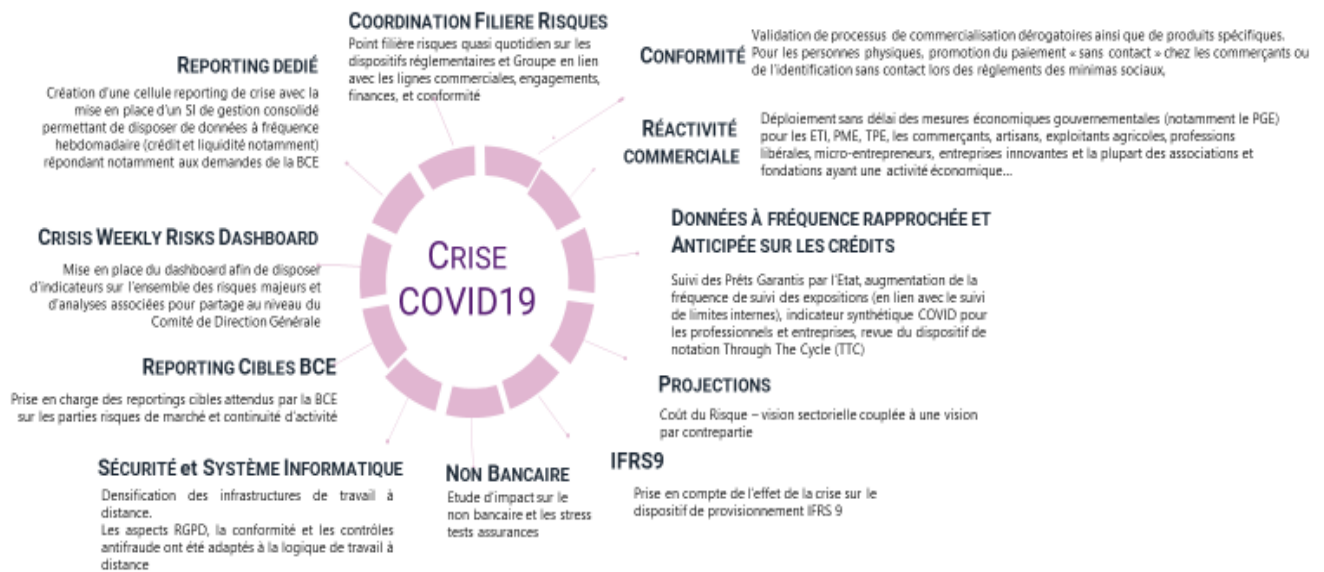 COORDINATION FILIERE RISQUES
Point filière risques quasi quotidien sur les
dispositifs réglementaires et Groupe en lien
avec les lignes commerciales, engagements,
finances, et conformité
CONFORMITÉ
Validation de processus de commercialisation dérogatoires ainsi que de produits spécifiques.
Pour les personnes physiques, promotion du paiement « sans contact » chez les commerçants ou
de l'identification sans contact lors des règlements des minimas sociaux,
REPORTING DEDIÉ
Création d'une cellule reporting de crise avec la
mise en place d'un SI de gestion consolidé
permettant de disposer de données à fréquence
hebdomadaire (crédit et liquidité notamment)
répondant notamment aux demandes de la BCE
RÉACTIVITÉ
COMMERCIALE
Déploiement sans délai des mesures économiques gouvernementales (notamment le PGE)
pour les ETI, PME, TPE, les commerçants, artisans, exploitants agricoles, professions
libérales, micro-entrepreneurs, entreprises innovantes et la plupart des associations et
fondations ayant une activité économique...
CRISIS WEEKLY RISKS DASHBOARD
Mise en place du dashboard afin de disposer
d'indicateurs sur l'ensemble des risques majeurs et
d'analyses associées pour partage au niveau du
Comité de Direction Générale
CRISE
COVID19
DONNÉES À FRÉQUENCE RAPPROCHÉE ET
ANTICIPÉE SUR LES CRÉDITS
Suivi des Prêts Garantis par l'Etat, augmentation de la
fréquence de suivi des expositions (en lien avec le suivi
de limites internes), indicateur synthétique COVID pour
les professionnels et entreprises, revue du dispositif de
notation Through The Cycle (TTC)
REPORTING CIBLES BCE
Prise en charge des reportings cibles attendus par la BCE
sur les parties risques de marché et continuité d'activité
PROJECTIONS
Coût du Risque – vision sectorielle couplée à une vision
par contrepartie
SÉCURITÉ et SYSTÈME INFORMATIQUE
Densification des infrastructures de travail à
distance.
Les aspects RGPD, la conformité et les contrôles
antifraude ont été adaptés à la logique de travail à
distance
NON BANCAIRE
Etude d'impact sur le
non bancaire et les stress
tests assurances
IFRS9
Prise en compte de l'effet de la crise sur le
dispositif de provisionnement IFRS 9